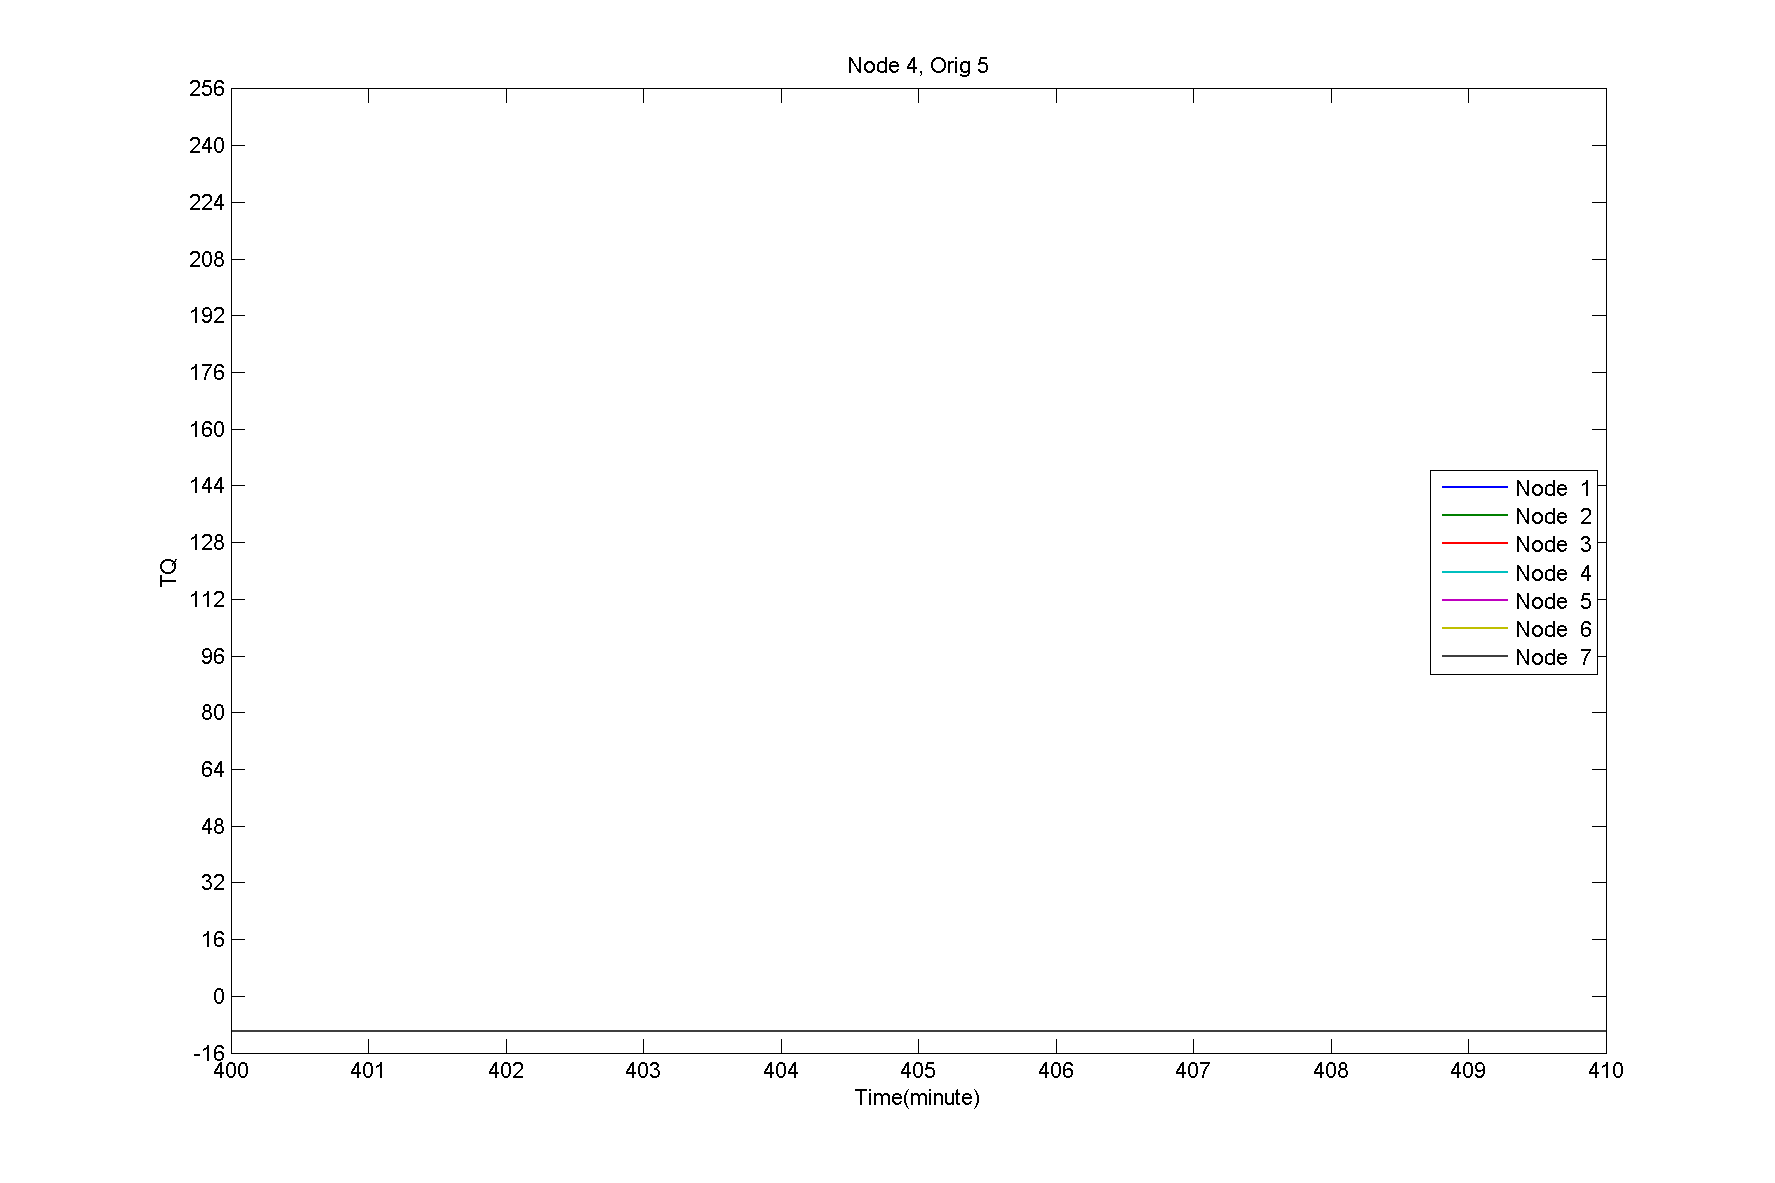 Node 4, Orig 5
256
240
224
208
192
176
160
144
128
112
96
80
64
48
32
16
0
-16
TQ
Node 1
Node 2
Node 3
Node 4
Node 5
Node 6
Node 7
400 401 402 403 404 405 406 407 408 409 410
Time(minute)